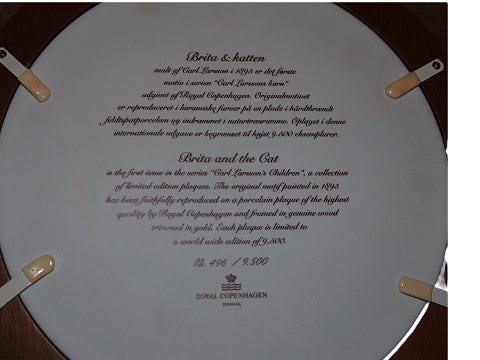 Brita & katten
malt af Carl Larsson i 1895 er det første
motiv i serien "Carl Larssons børn"
udgivet af Royal Copenhagen. Originalmotivet
er reproduceret i keramiske farver på en plade i hårdtbrændt
feldtspatporcelæn og indrammet i naturtræsramme. Oplaget i denne
internationale udgave er begrænset til højst 9.500 eksemplarer.
Brita and the Cat
is the first issue in the series "Carl Larsson's Children", a collection
of limited edition plaques. The original motif painted in 1895
has been faithfully reproduced on a porcelain plaque of the highest
quality by Royal Copenhagen and framed in genuine wood
trimmed in gold. Each plaque is limited to
a world wide edition of 9,500.
No. 496 / 9.500
ROYAL COPENHAGEN
DENMARK